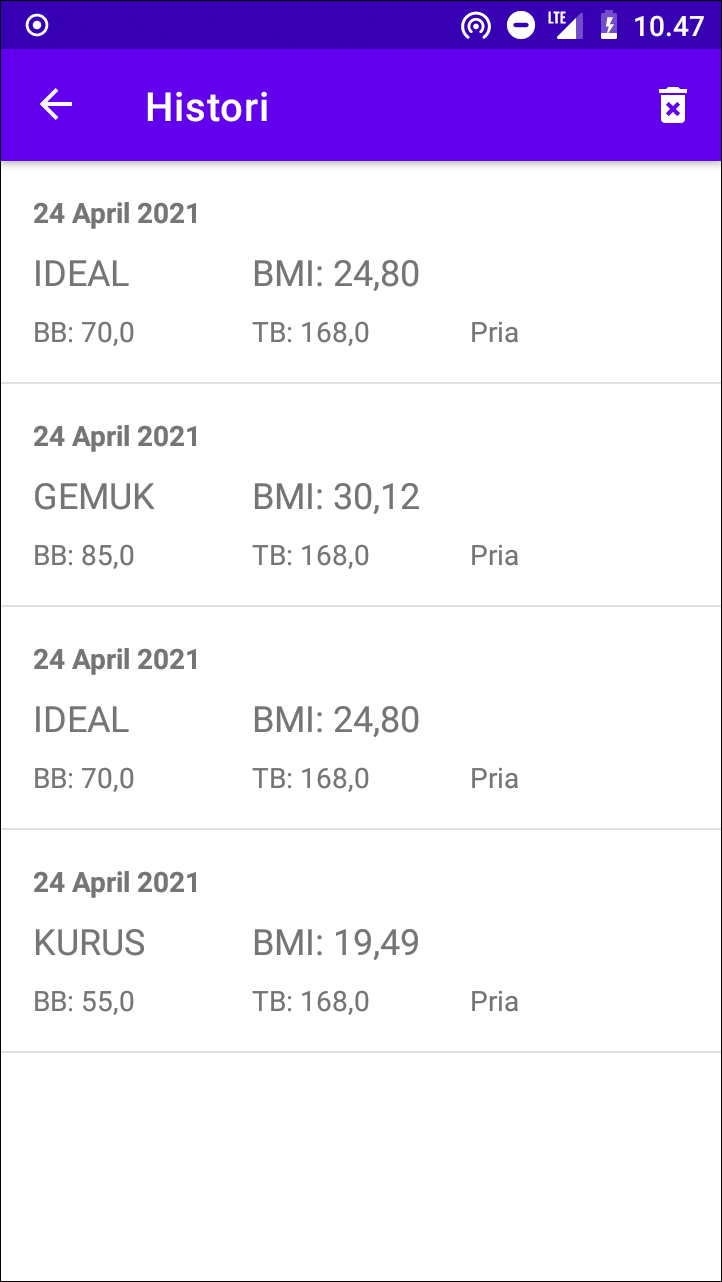 LTE 10.47
Histori
24 April 2021
IDEAL BMI: 24,80
BB: 70,0 TB: 168,0 Pria
24 April 2021
GEMUK BMI: 30,12
BB: 85,0 TB: 168,0 Pria
24 April 2021
IDEAL BMI: 24,80
BB: 70,0 TB: 168,0 Pria
24 April 2021
KURUS BMI: 19,49
BB: 55,0 TB: 168,0 Pria